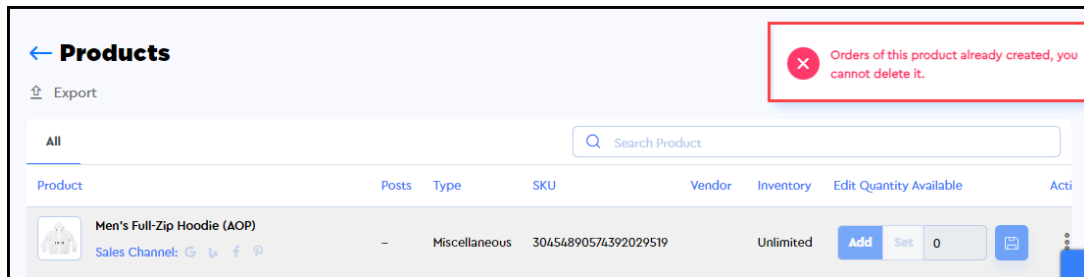 ← Products
Orders of this product already created, you
cannot delete it.
Export
All
Search Product
Product Posts Type SKU Vendor Inventory Edit Quantity Available Acti
Men's Full-Zip Hoodie (AOP)
Sales Channel:
– Miscellaneous 30454890574392029519 Unlimited Add Set 0